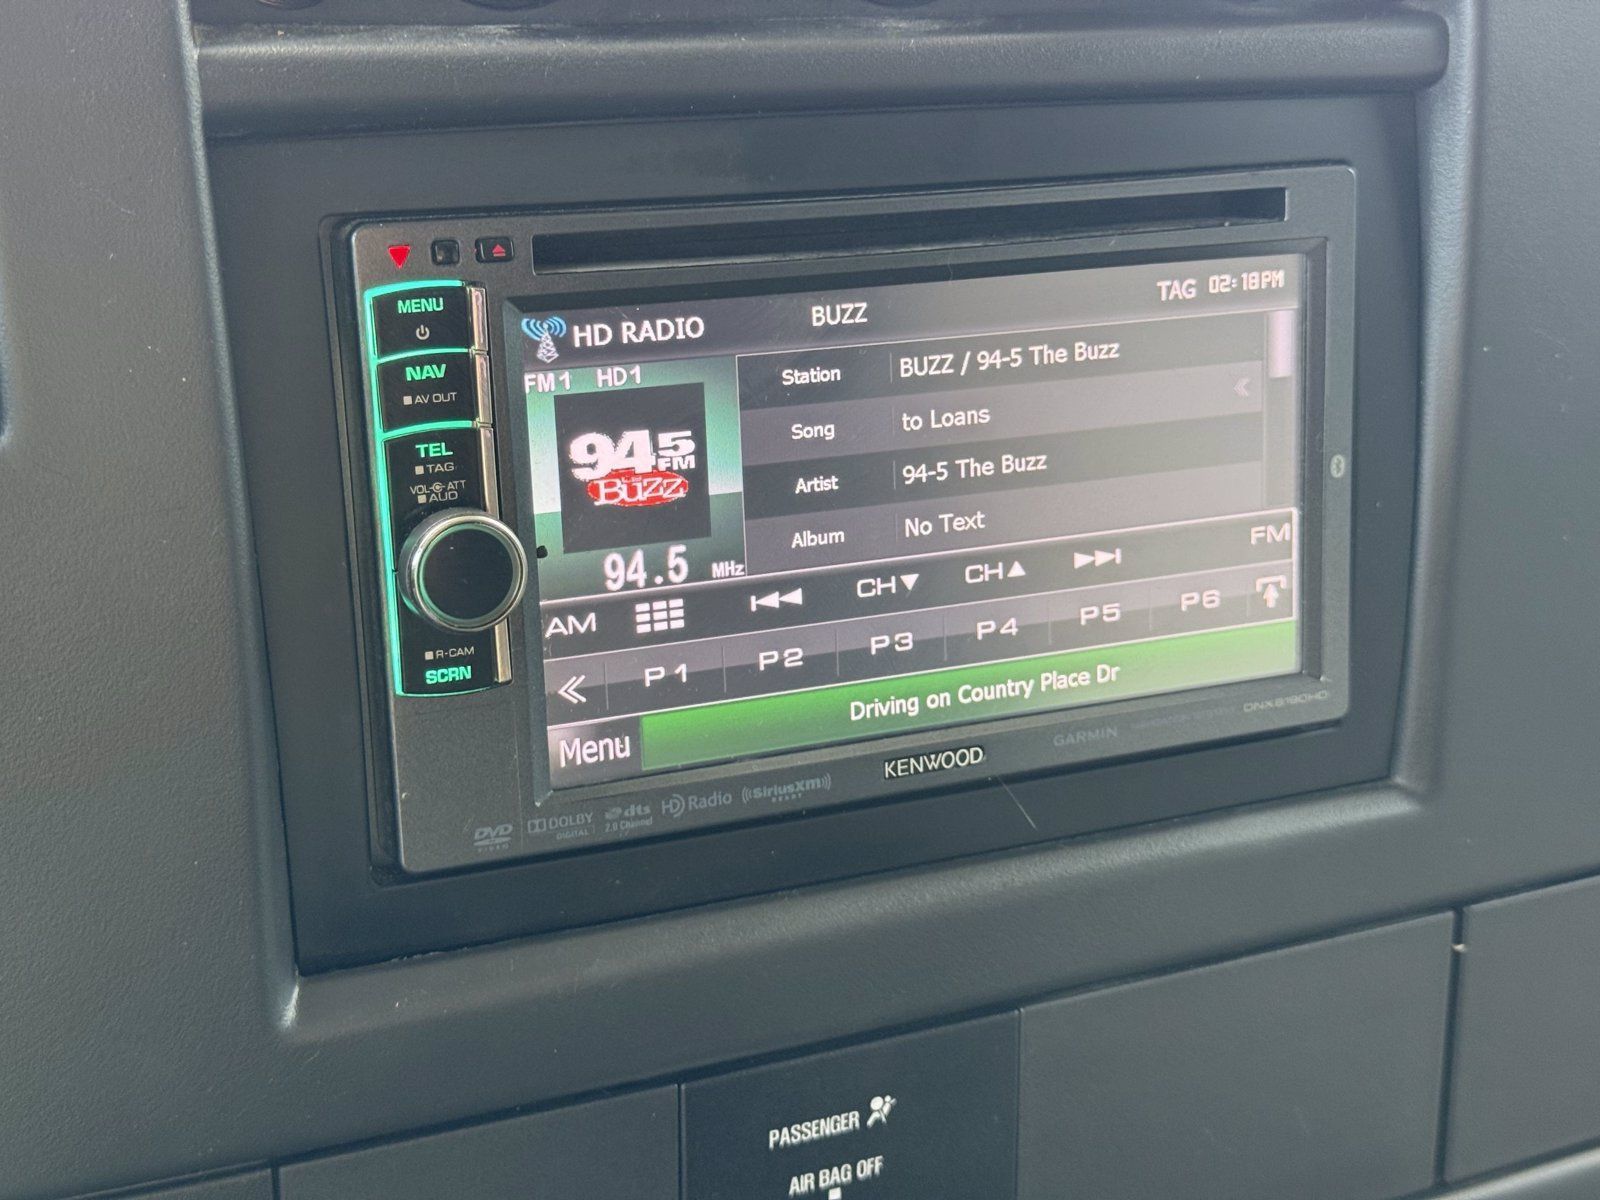 MENU
NAV
AV OUT
TEL
TAG
VOL ATT
AUD
R-CAM
SCRN
HD RADIO
BUZZ
TAG 02:18PM
FM1 HD1
94.5 FM
The Buzz
94.5 MHz
Station BUZZ / 94-5 The Buzz
Song to Loans
Artist 94-5 The Buzz
Album No Text
AM CH▼ CH▲ FM
P1 P2 P3 P4 P5 P6
Menu Driving on Country Place Dr
DVD VIDEO
DOLBY DIGITAL
dts 2.0 Channel
HD Radio
SiriusXM READY
KENWOOD
GARMIN
PASSENGER
AIR BAG OFF